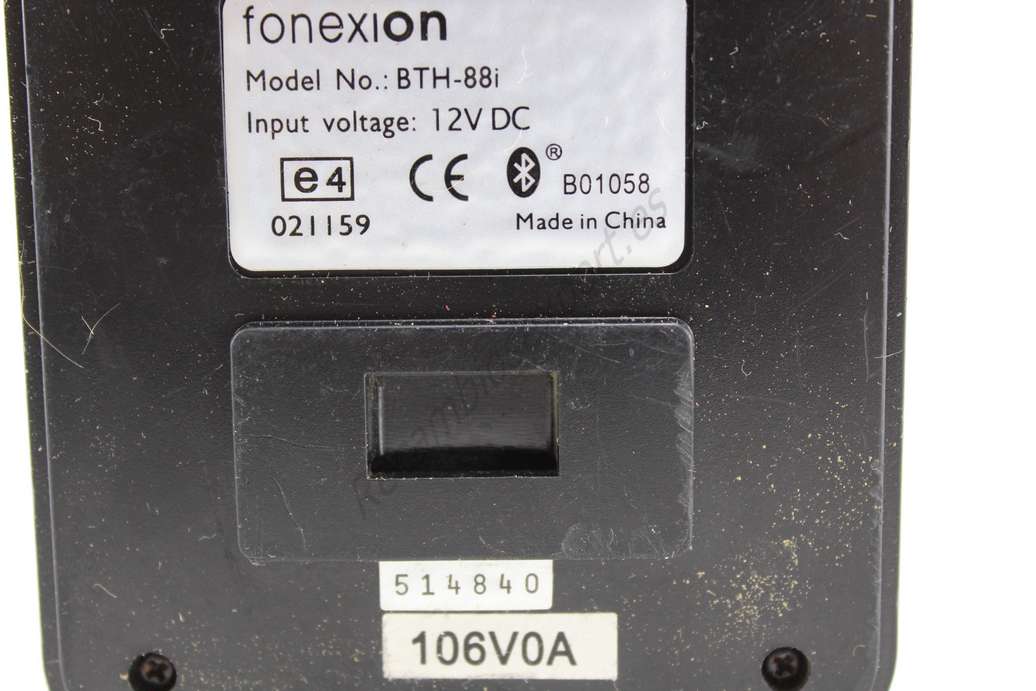 fonexion
Model No.: BTH-88i
Input voltage: 12V DC
e4
CE
®
B01058
021159
Made in China
514840
106V0A